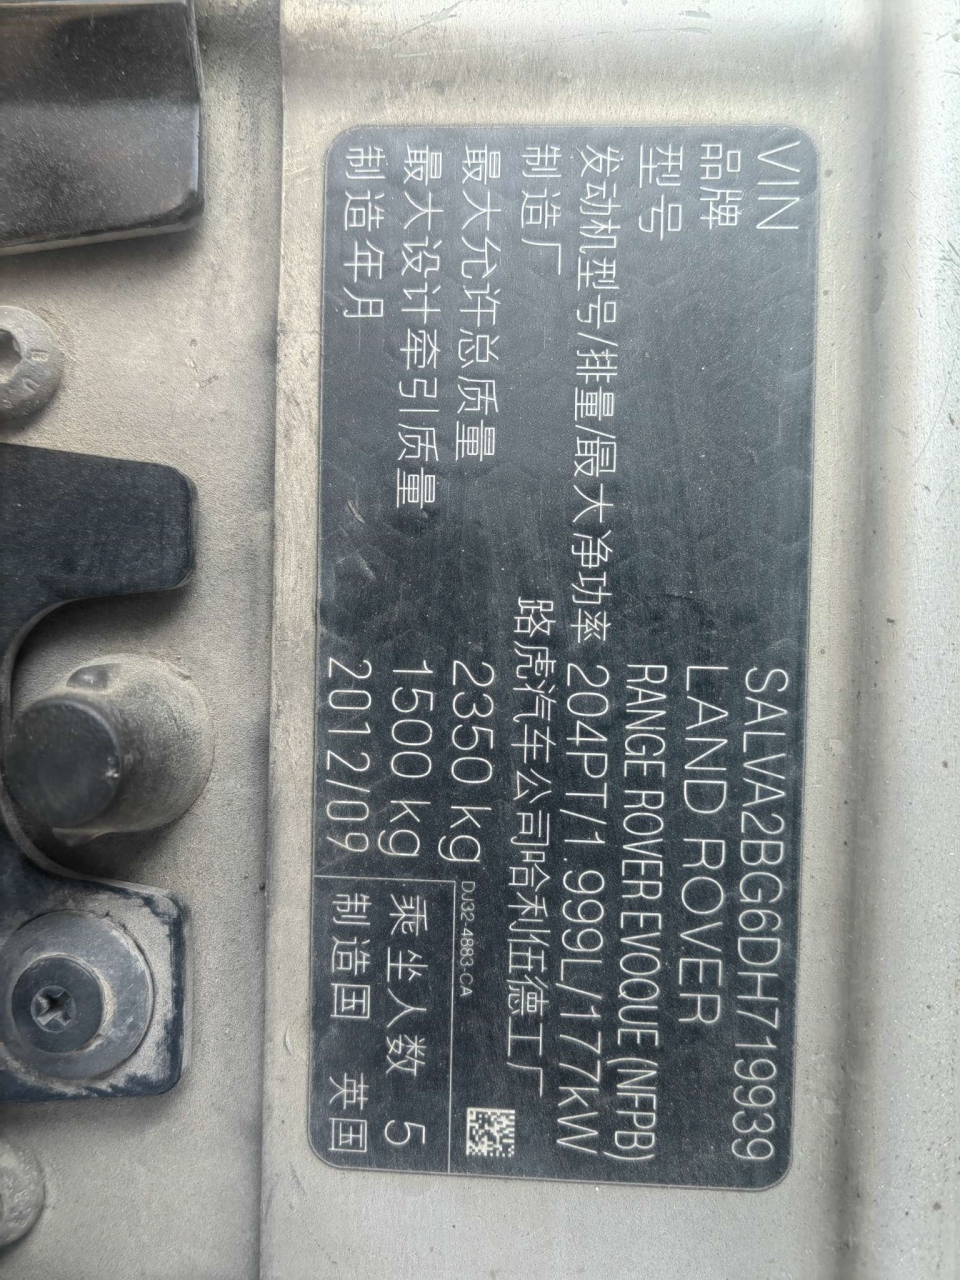 VIN SALVA2BG6DH719939
品牌 LAND ROVER
型号 RANGE ROVER EVOQUE (NFPB)
发动机型号/排量/最大净功率 204PT/1.999L/177kW
制造厂 路虎汽车公司哈利伍德工厂
最大允许总质量 2350 kg
DJ32-4883-CA
最大设计牵引质量 1500 kg 乘坐人数 5
制造年月 2012/09 制造国 英国